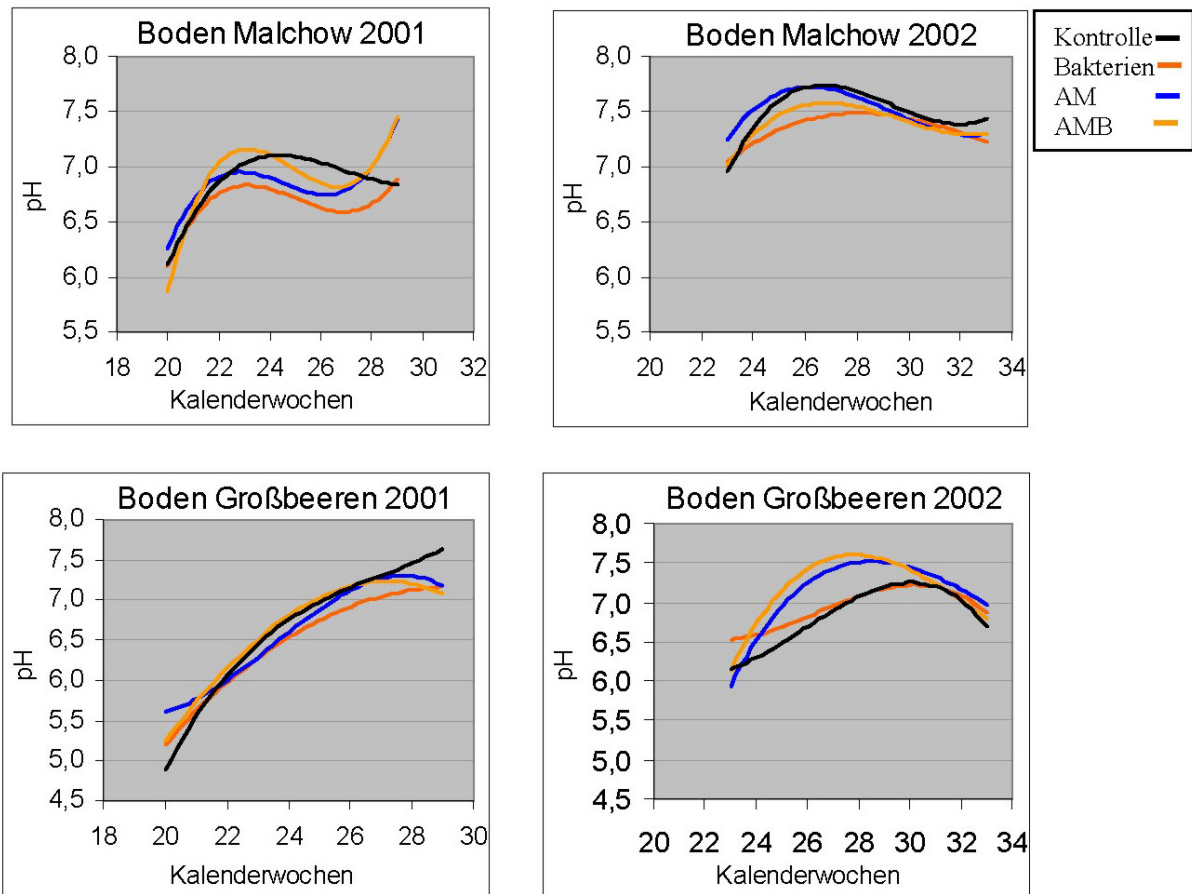 Boden Malchow 2001
8,0
7,5
7,0
6,5
6,0
5,5
pH
18 20 22 24 26 28 30 32
Kalenderwochen
Boden Malchow 2002
8,0
7,5
7,0
6,5
6,0
5,5
pH
20 22 24 26 28 30 32 34
Kalenderwochen
Kontrolle
Bakterien
AM
AMB
Boden Großbeeren 2001
8,0
7,5
7,0
6,5
6,0
5,5
5,0
4,5
pH
18 20 22 24 26 28 30
Kalenderwochen
Boden Großbeeren 2002
8,0
7,5
7,0
6,5
6,0
5,5
5,0
4,5
pH
20 22 24 26 28 30 32 34
Kalenderwochen